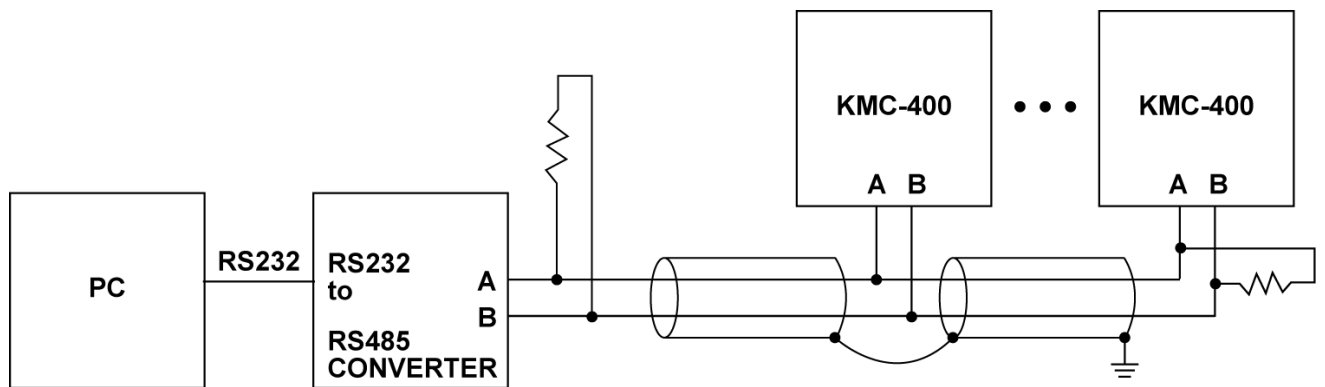 PC
RS232
RS232
to
RS485
CONVERTER
A
B
KMC-400
A B
• • •
KMC-400
A B